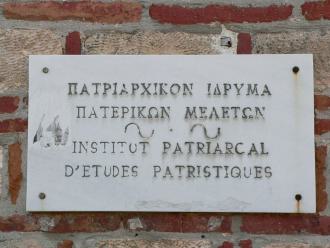 ΠΑΤΡΙΑΡΧΙΚΟΝ ΙΔΡΥΜΑ
ΠΑΤΕΡΙΚΩΝ ΜΕΛΕΤΩΝ
INSTITUT PATRIARCAL
D'ETUDES PATRISTIQUES